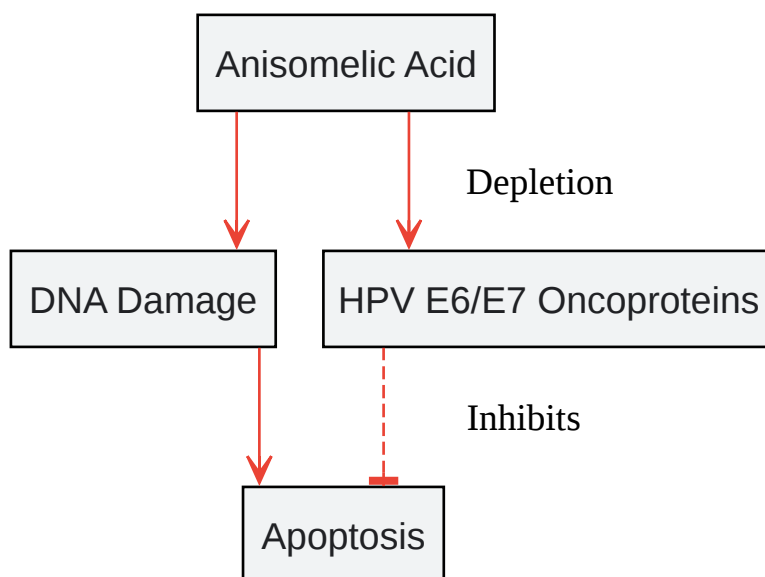 Anisomelic Acid
Depletion
DNA Damage
HPV E6/E7 Oncoproteins
Inhibits
Apoptosis